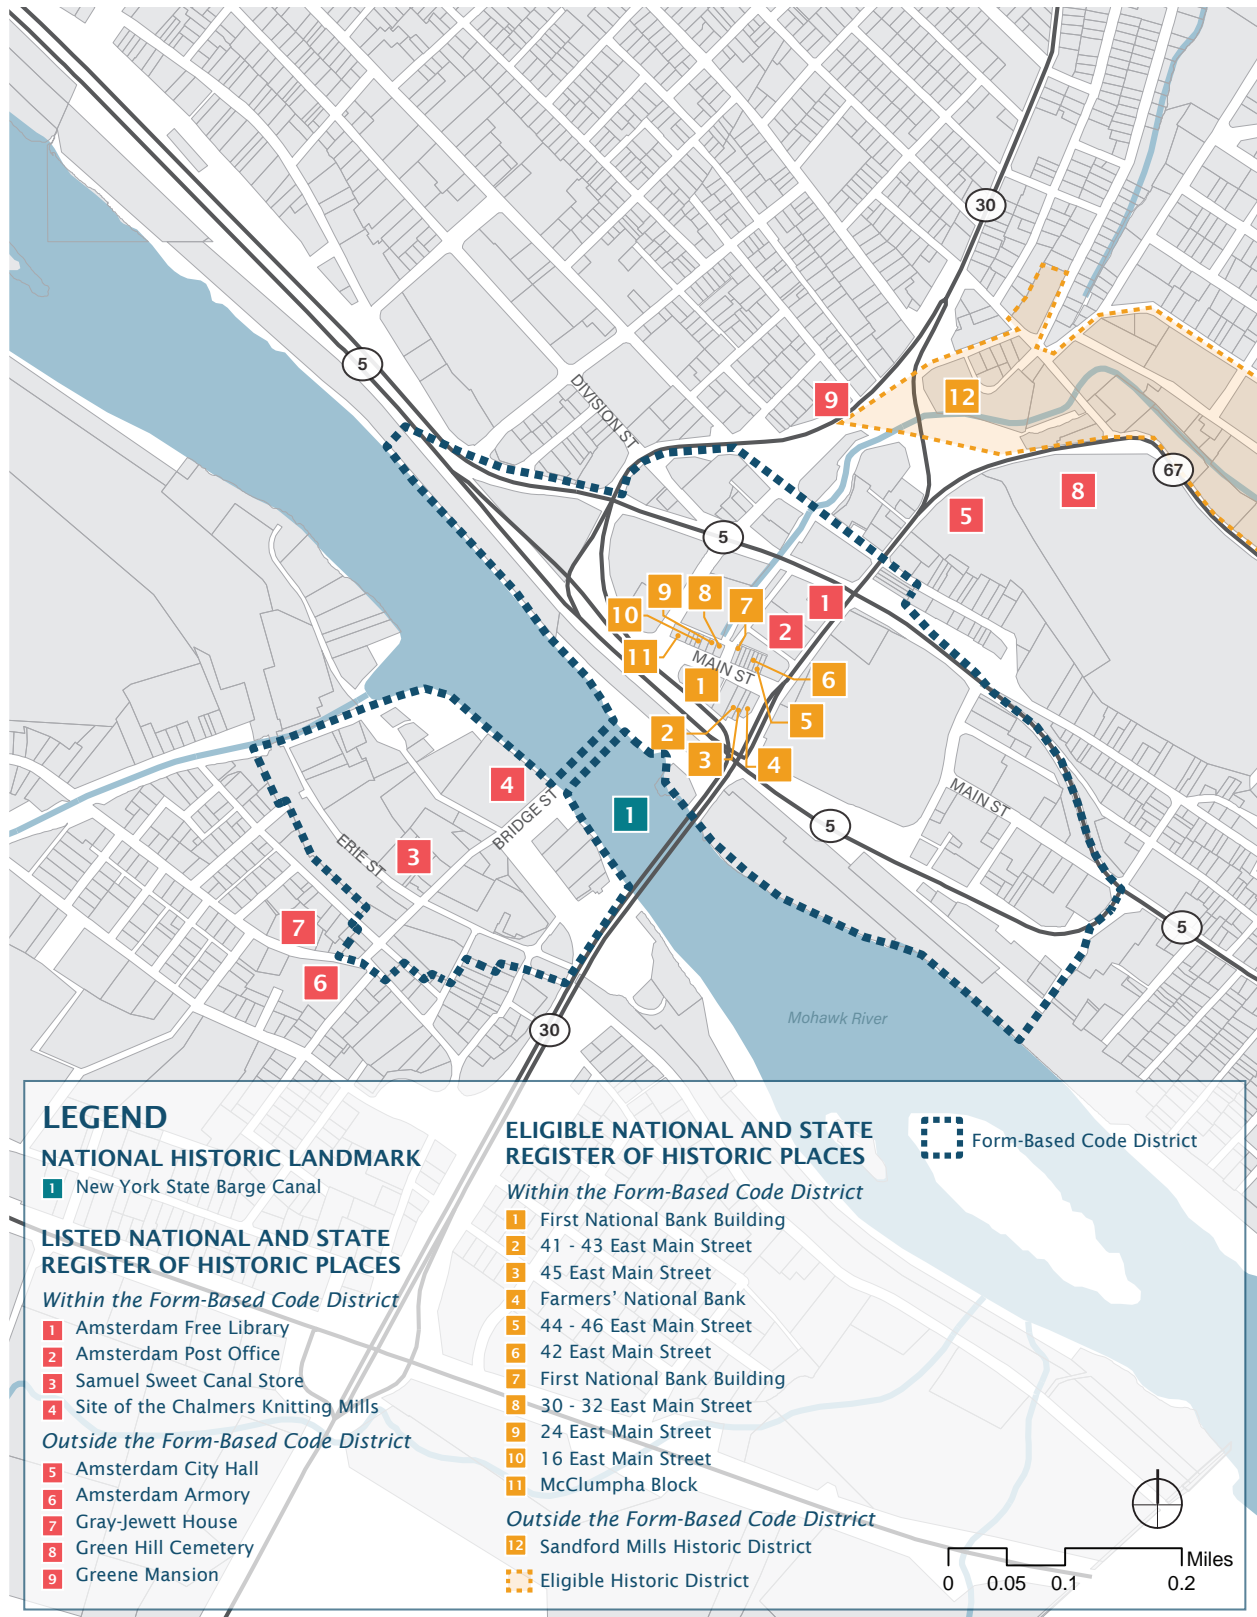 30
5
DIVISION ST
9
12
67
8
5
5
9
8
7
1
10
2
11
MAIN ST
1
6
5
2
3
4
4
1
BRIDGE ST
MAIN ST
5
ERIE ST
3
7
5
6
Mohawk River
30
LEGEND
NATIONAL HISTORIC LANDMARK
1 New York State Barge Canal
LISTED NATIONAL AND STATE
REGISTER OF HISTORIC PLACES
Within the Form-Based Code District
1 Amsterdam Free Library
2 Amsterdam Post Office
3 Samuel Sweet Canal Store
4 Site of the Chalmers Knitting Mills
Outside the Form-Based Code District
5 Amsterdam City Hall
6 Amsterdam Armory
7 Gray-Jewett House
8 Green Hill Cemetery
9 Greene Mansion
ELIGIBLE NATIONAL AND STATE
REGISTER OF HISTORIC PLACES
Within the Form-Based Code District
1 First National Bank Building
2 41 - 43 East Main Street
3 45 East Main Street
4 Farmers' National Bank
5 44 - 46 East Main Street
6 42 East Main Street
7 First National Bank Building
8 30 - 32 East Main Street
9 24 East Main Street
10 16 East Main Street
11 McClumpha Block
Outside the Form-Based Code District
12 Sandford Mills Historic District
Eligible Historic District
Form-Based Code District
Miles
0 0.05 0.1 0.2